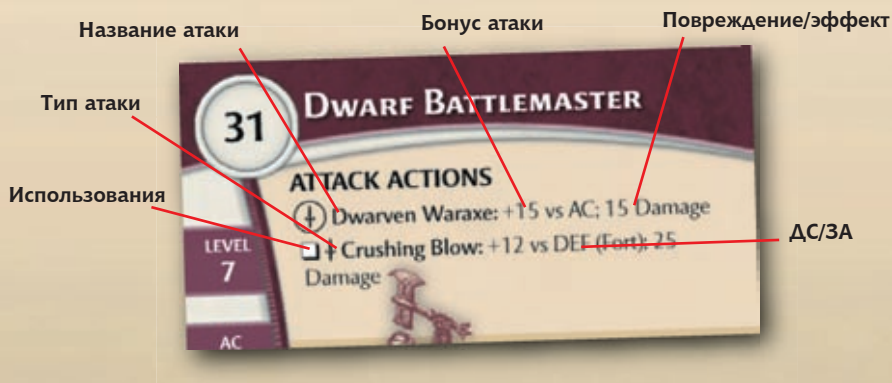 Название атаки
Бонус атаки
Повреждение/эффект
Тип атаки
Использования
ДС/ЗА
31
DWARF BATTLEMASTER
ATTACK ACTIONS
Dwarven Waraxe: +15 vs AC; 15 Damage
Crushing Blow: +12 vs DEF (Fort); 25
Damage
LEVEL
7
AC